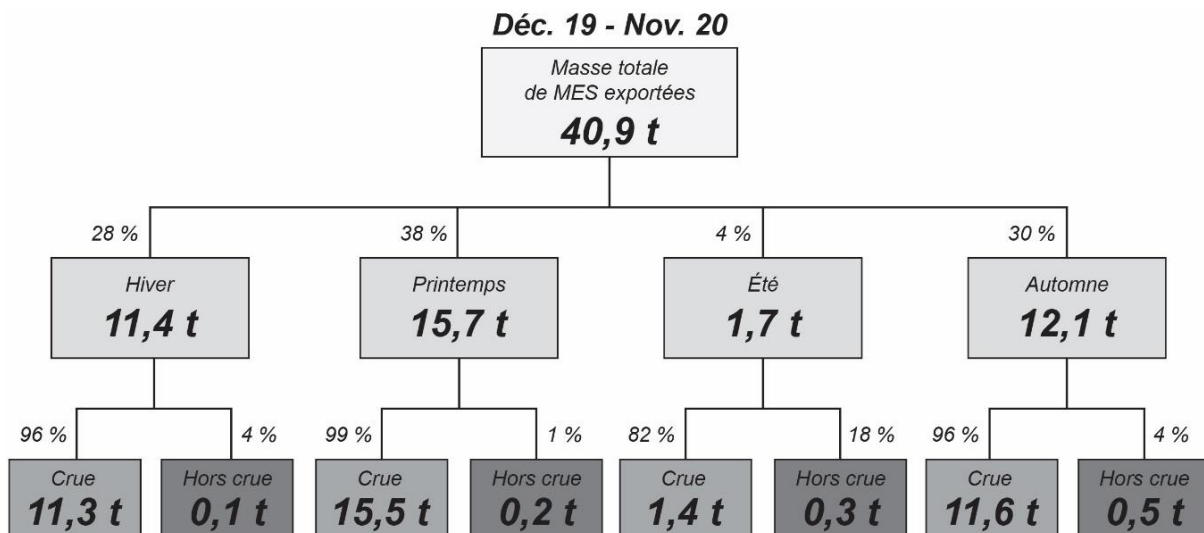 Déc. 19 - Nov. 20
Masse totale
de MES exportées
40,9 t
28 %
38 %
4 %
30 %
Hiver
11,4 t
Printemps
15,7 t
Été
1,7 t
Automne
12,1 t
96 %
4 %
99 %
1 %
82 %
18 %
96 %
4 %
Crue
11,3 t
Hors crue
0,1 t
Crue
15,5 t
Hors crue
0,2 t
Crue
1,4 t
Hors crue
0,3 t
Crue
11,6 t
Hors crue
0,5 t